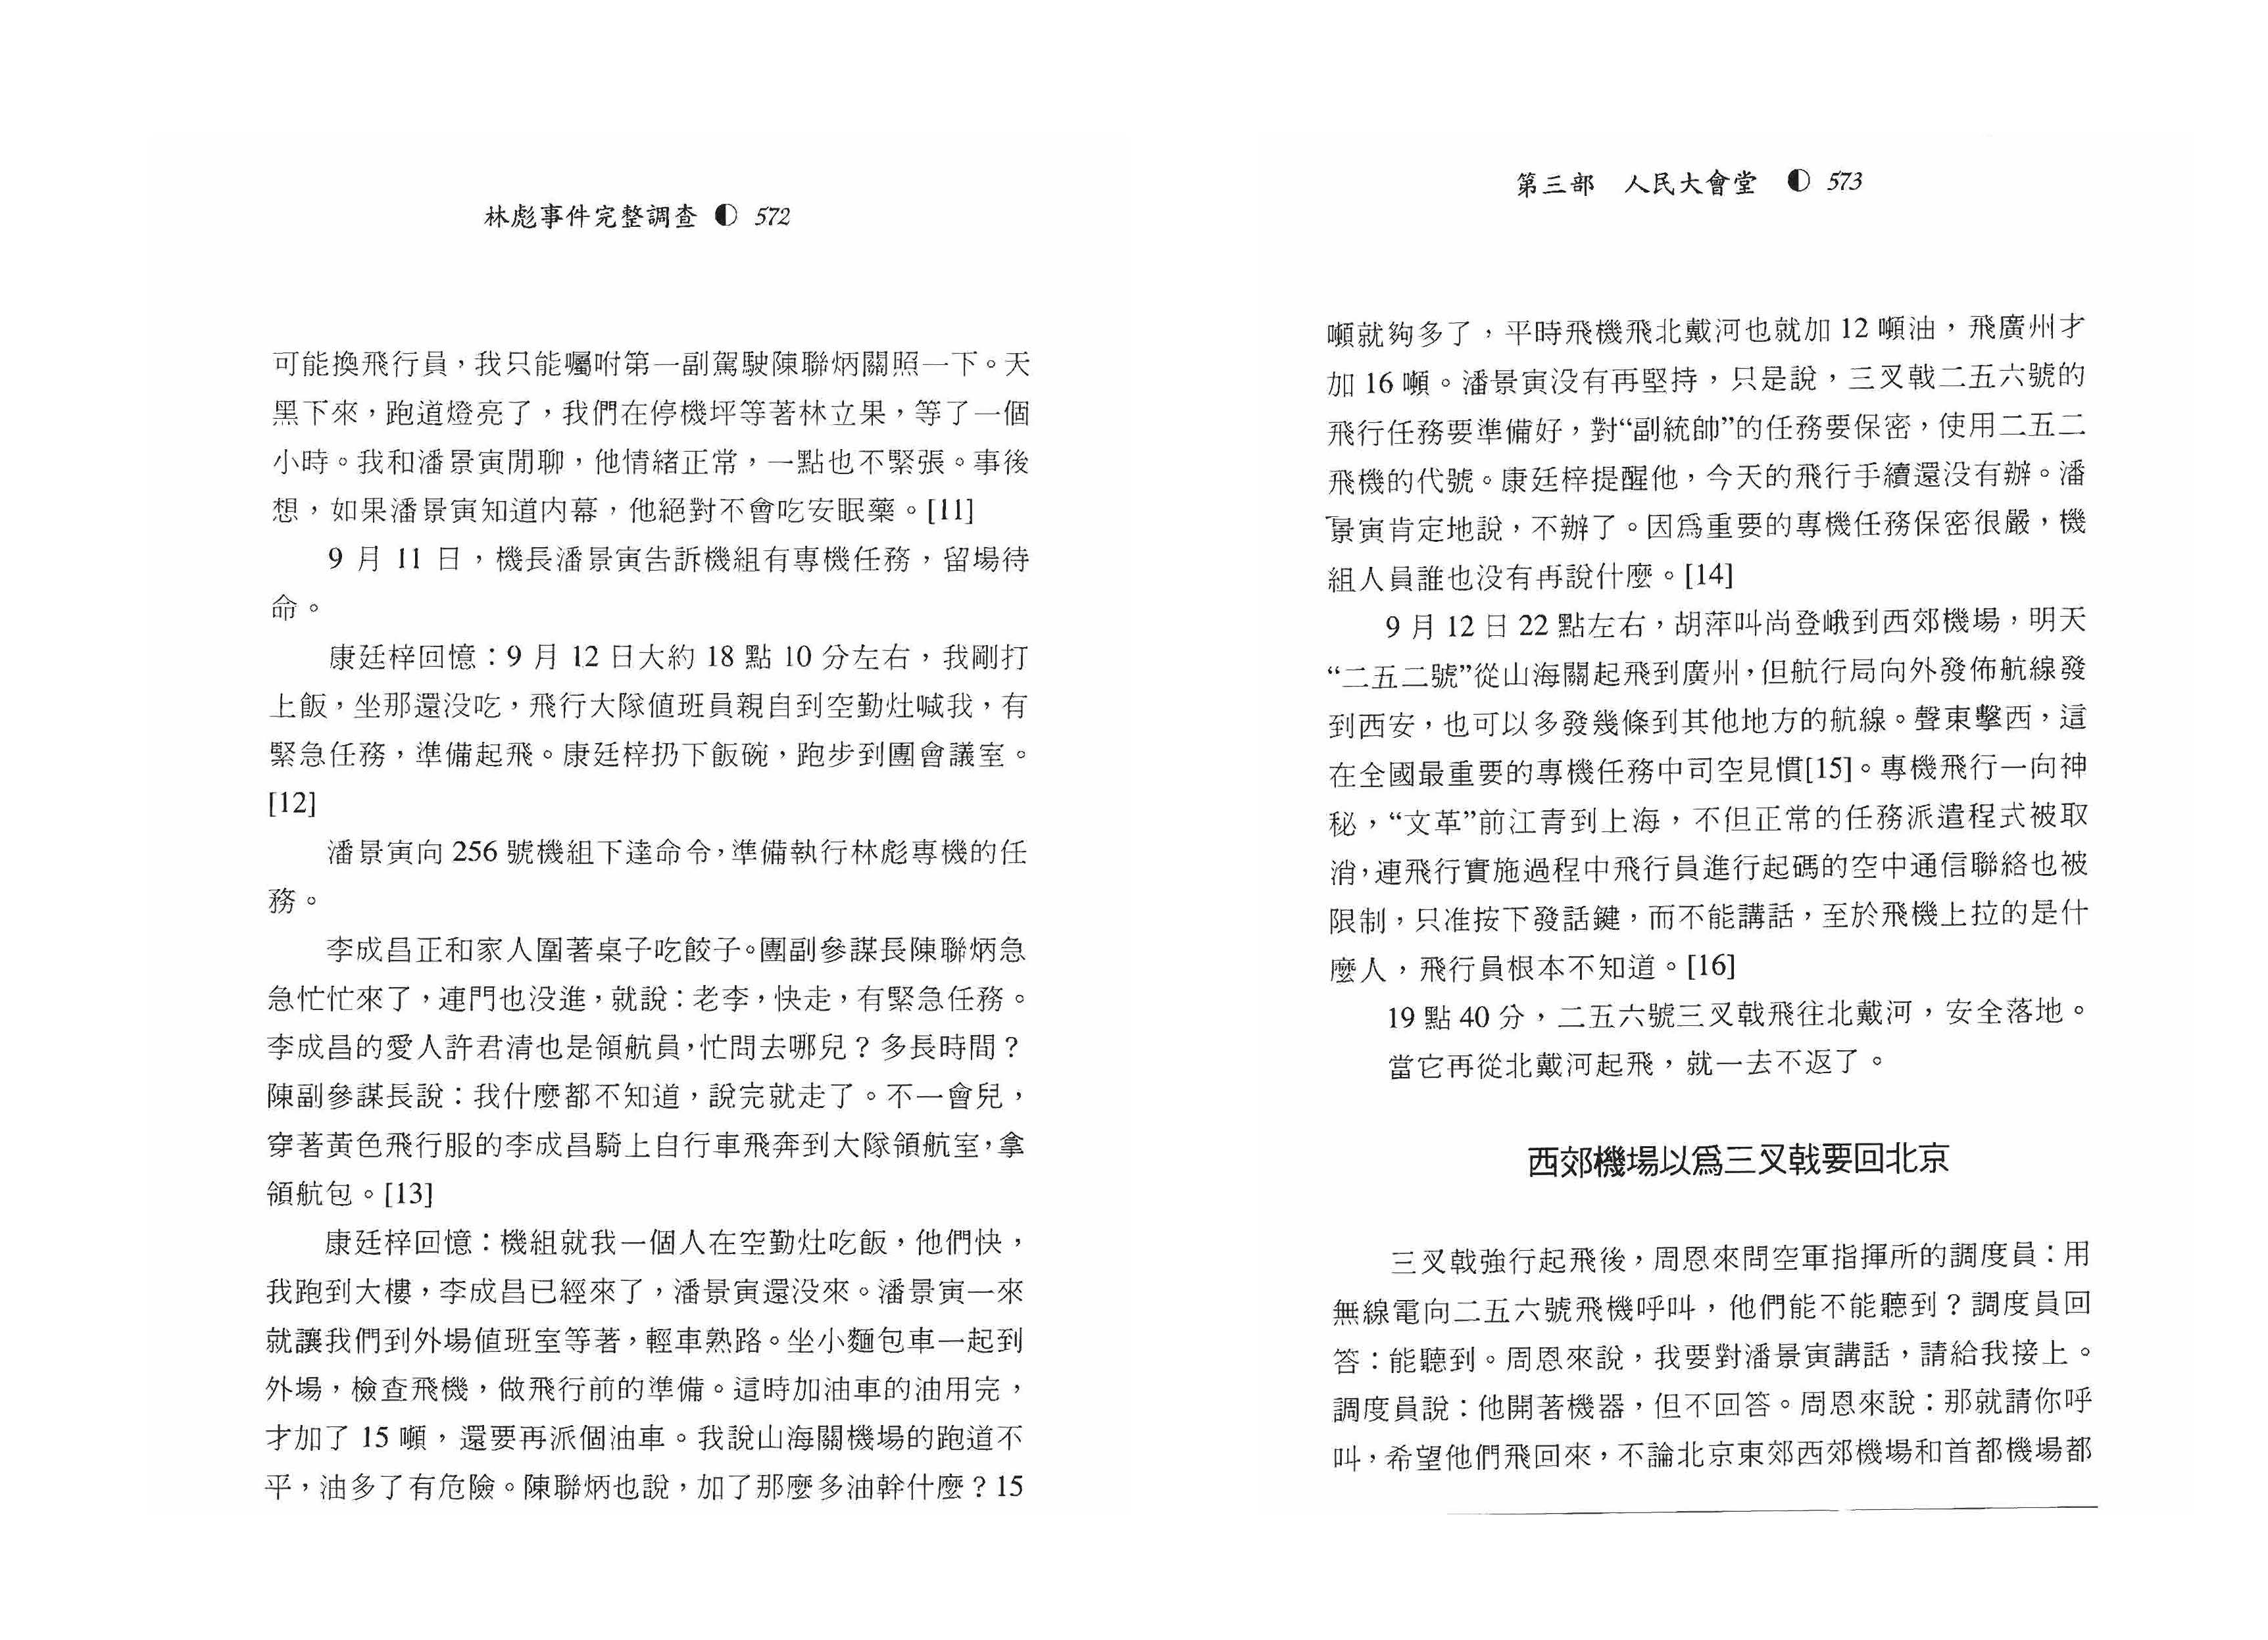 林彪事件完整調查 ◐ 572
可能換飛行員，我只能囑咐第一副駕駛陳聯炳關照一下。天
黑下來，跑道燈亮了，我們在停機坪等著林立果，等了一個
小時。我和潘景寅閒聊，他情緒正常，一點也不緊張。事後
想，如果潘景寅知道内幕，他絕對不會吃安眠藥。[11]
9 月 11 日，機長潘景寅告訴機組有專機任務，留場待
命。
康廷梓回憶：9 月 12 日大約 18 點 10 分左右，我剛打
上飯，坐那還没吃，飛行大隊值班員親自到空勤灶喊我，有
緊急任務，準備起飛。康廷梓扔下飯碗，跑步到團會議室。
[12]
潘景寅向 256 號機組下達命令，準備執行林彪專機的任
務。
李成昌正和家人圍著桌子吃餃子。團副參謀長陳聯炳急
急忙忙來了，連門也没進，就說：老李，快走，有緊急任務。
李成昌的愛人許君清也是領航員，忙問去哪兒？多長時間？
陳副參謀長說：我什麼都不知道，說完就走了。不一會兒，
穿著黃色飛行服的李成昌騎上自行車飛奔到大隊領航室，拿
領航包。[13]
康廷梓回憶：機組就我一個人在空勤灶吃飯，他們快，
我跑到大樓，李成昌已經來了，潘景寅還没來。潘景寅一來
就讓我們到外場值班室等著，輕車熟路。坐小麵包車一起到
外場，檢查飛機，做飛行前的準備。這時加油車的油用完，
才加了 15 噸，還要再派個油車。我說山海關機場的跑道不
平，油多了有危險。陳聯炳也說，加了那麼多油幹什麼？15
第三部 人民大會堂 ◐ 573
噸就夠多了，平時飛機飛北戴河也就加 12 噸油，飛廣州才
加 16 噸。潘景寅没有再堅持，只是說，三叉戟二五六號的
飛行任務要準備好，對“副統帥”的任務要保密，使用二五二
飛機的代號。康廷梓提醒他，今天的飛行手續還没有辦。潘
景寅肯定地說，不辦了。因爲重要的專機任務保密很嚴，機
組人員誰也没有再說什麼。[14]
9 月 12 日 22 點左右，胡萍叫尚登峨到西郊機場，明天
“二五二號”從山海關起飛到廣州，但航行局向外發佈航線發
到西安，也可以多發幾條到其他地方的航線。聲東擊西，這
在全國最重要的專機任務中司空見慣[15]。專機飛行一向神
秘，“文革”前江青到上海，不但正常的任務派遣程式被取
消，連飛行實施過程中飛行員進行起碼的空中通信聯絡也被
限制，只准按下發話鍵，而不能講話，至於飛機上拉的是什
麼人，飛行員根本不知道。[16]
19 點 40 分，二五六號三叉戟飛往北戴河，安全落地。
當它再從北戴河起飛，就一去不返了。
西郊機場以爲三叉戟要回北京
三叉戟強行起飛後，周恩來問空軍指揮所的調度員：用
無線電向二五六號飛機呼叫，他們能不能聽到？調度員回
答：能聽到。周恩來說，我要對潘景寅講話，請給我接上。
調度員說：他開著機器，但不回答。周恩來說：那就請你呼
叫，希望他們飛回來，不論北京東郊西郊機場和首都機場都